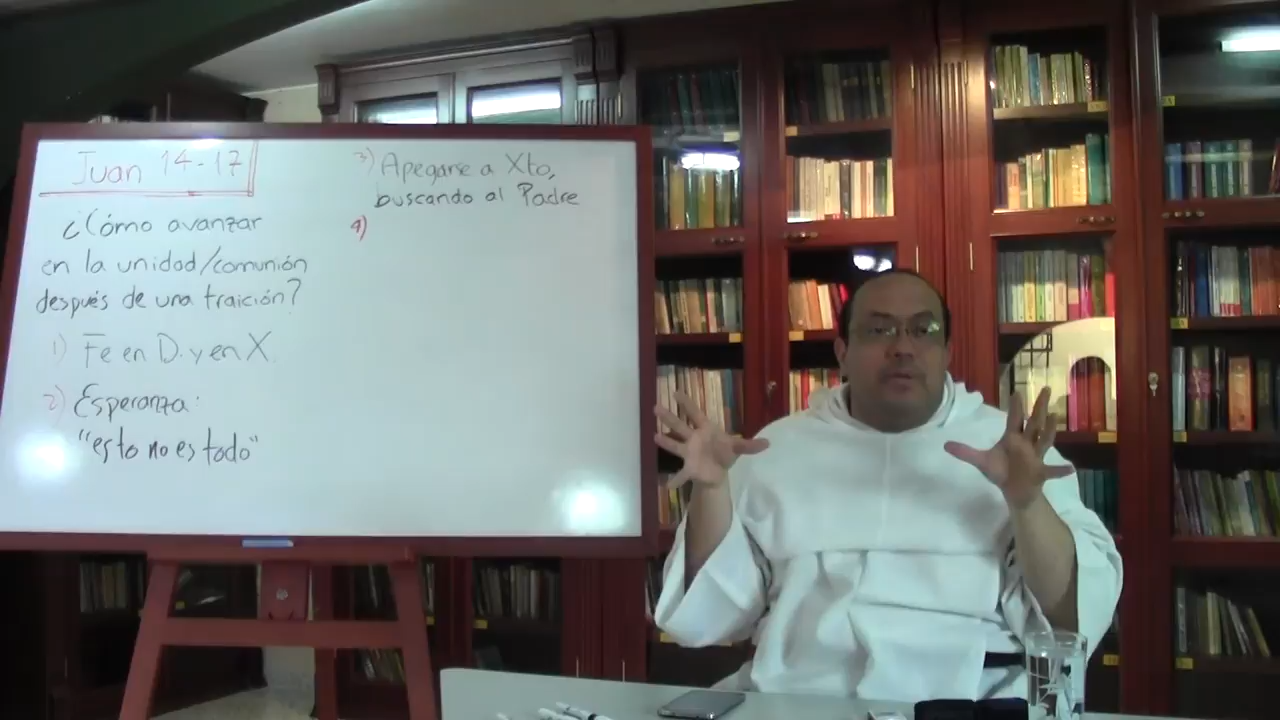 Juan 14-17
¿Cómo avanzar
en la unidad/comunión
después de una traición?
1) Fe en D. y en X.
2) Esperanza:
"esto no es todo"
3) Apegarse a Xto,
buscando al Padre
4)